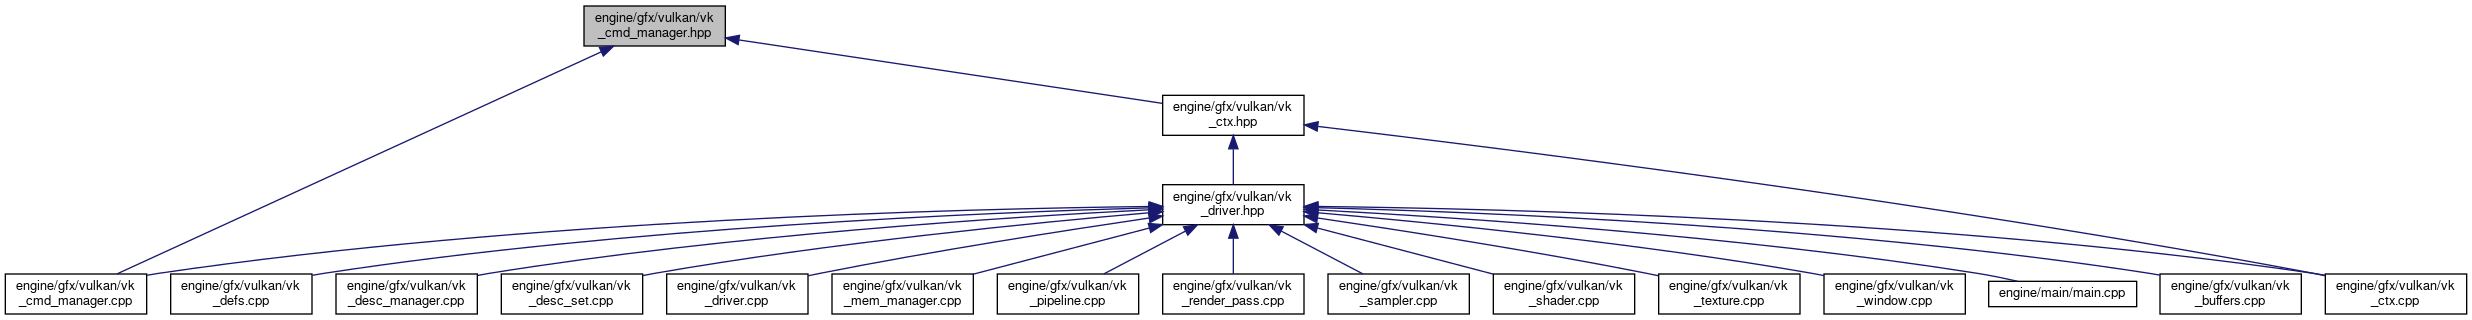 engine/gfx/vulkan/vk
_cmd_manager.hpp
engine/gfx/vulkan/vk
_ctx.hpp
engine/gfx/vulkan/vk
_driver.hpp
engine/gfx/vulkan/vk
_cmd_manager.cpp
engine/gfx/vulkan/vk
_defs.cpp
engine/gfx/vulkan/vk
_desc_manager.cpp
engine/gfx/vulkan/vk
_desc_set.cpp
engine/gfx/vulkan/vk
_driver.cpp
engine/gfx/vulkan/vk
_mem_manager.cpp
engine/gfx/vulkan/vk
_pipeline.cpp
engine/gfx/vulkan/vk
_render_pass.cpp
engine/gfx/vulkan/vk
_sampler.cpp
engine/gfx/vulkan/vk
_shader.cpp
engine/gfx/vulkan/vk
_texture.cpp
engine/gfx/vulkan/vk
_window.cpp
engine/main/main.cpp
engine/gfx/vulkan/vk
_buffers.cpp
engine/gfx/vulkan/vk
_ctx.cpp